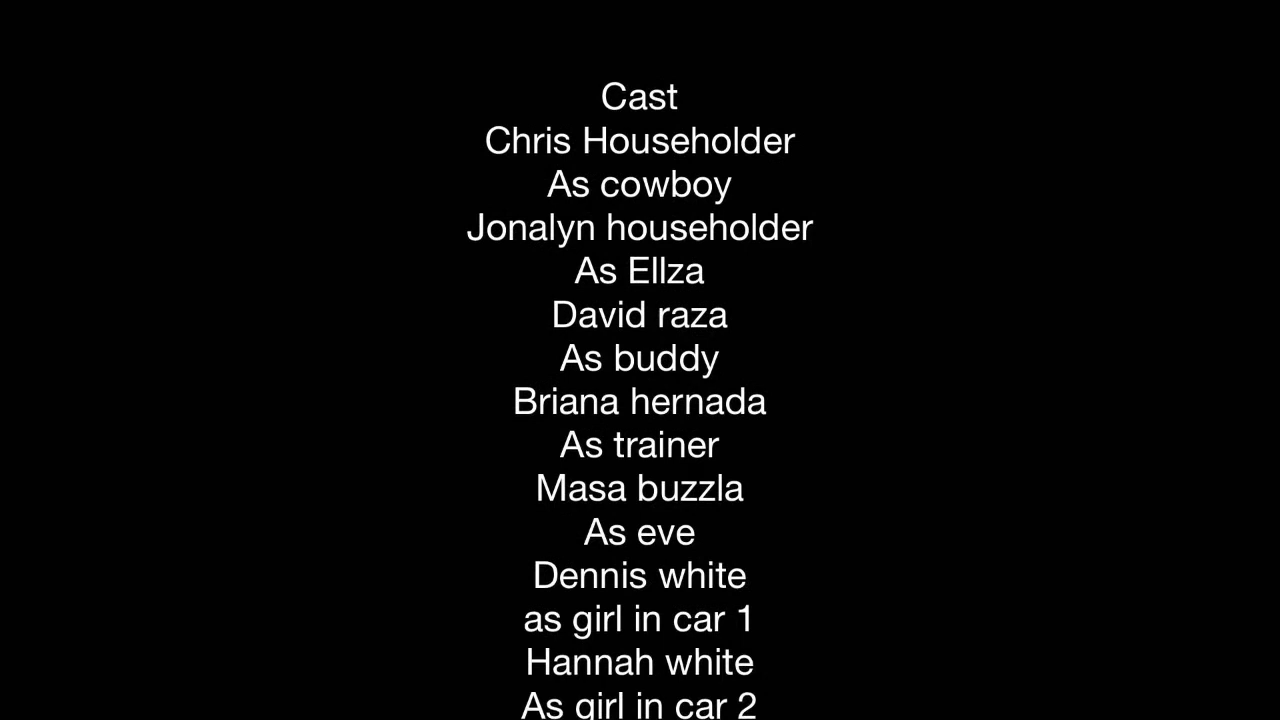 Cast
Chris Householder
As cowboy
Jonalyn householder
As Ellza
David raza
As buddy
Briana hernada
As trainer
Masa buzzla
As eve
Dennis white
as girl in car 1
Hannah white
As girl in car 2